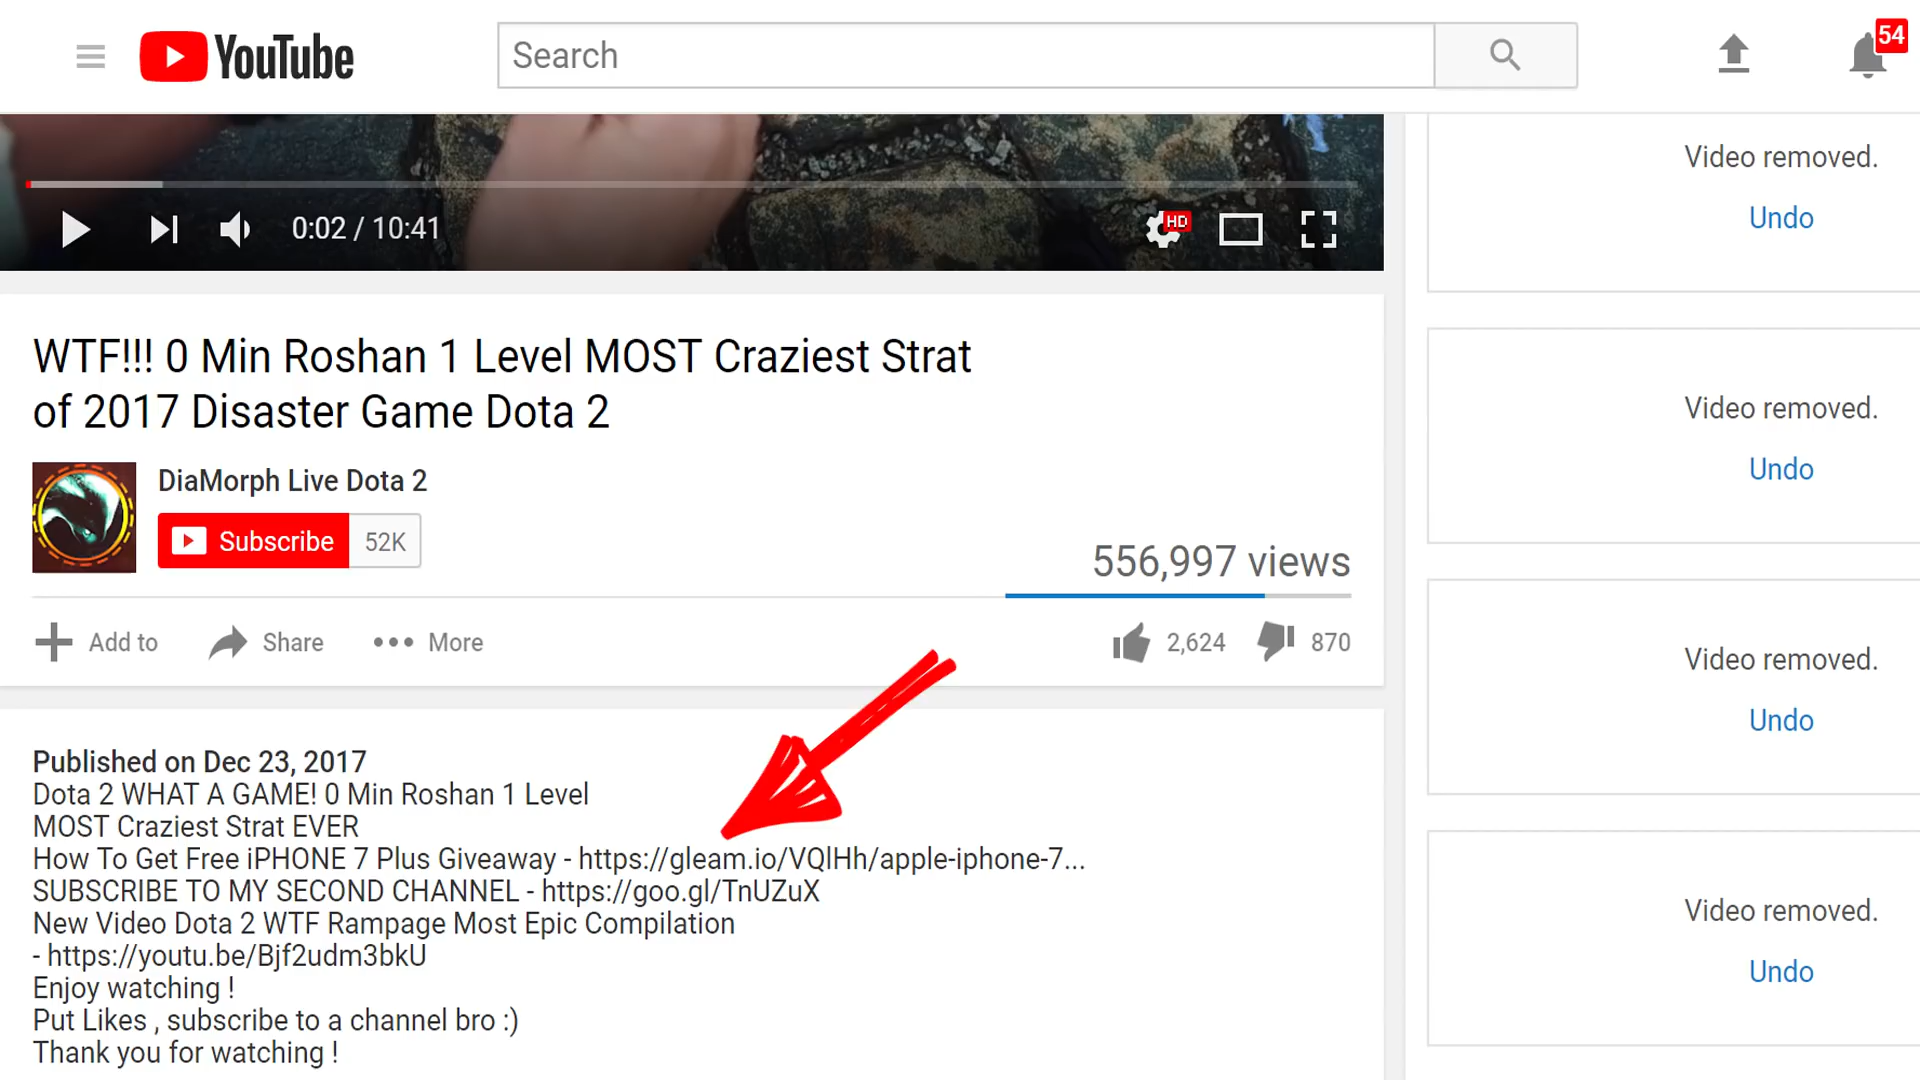 YouTube
Search
54
0:02 / 10:41
HD
WTF!!! 0 Min Roshan 1 Level MOST Craziest Strat
of 2017 Disaster Game Dota 2
DiaMorph Live Dota 2
Subscribe 52K
556,997 views
Add to Share More 2,624 870
Published on Dec 23, 2017
Dota 2 WHAT A GAME! 0 Min Roshan 1 Level
MOST Craziest Strat EVER
How To Get Free iPHONE 7 Plus Giveaway - https://gleam.io/VQlHh/apple-iphone-7...
SUBSCRIBE TO MY SECOND CHANNEL - https://goo.gl/TnUZuX
New Video Dota 2 WTF Rampage Most Epic Compilation
- https://youtu.be/Bjf2udm3bkU
Enjoy watching !
Put Likes , subscribe to a channel bro :)
Thank you for watching !
Video removed.
Undo
Video removed.
Undo
Video removed.
Undo
Video removed.
Undo